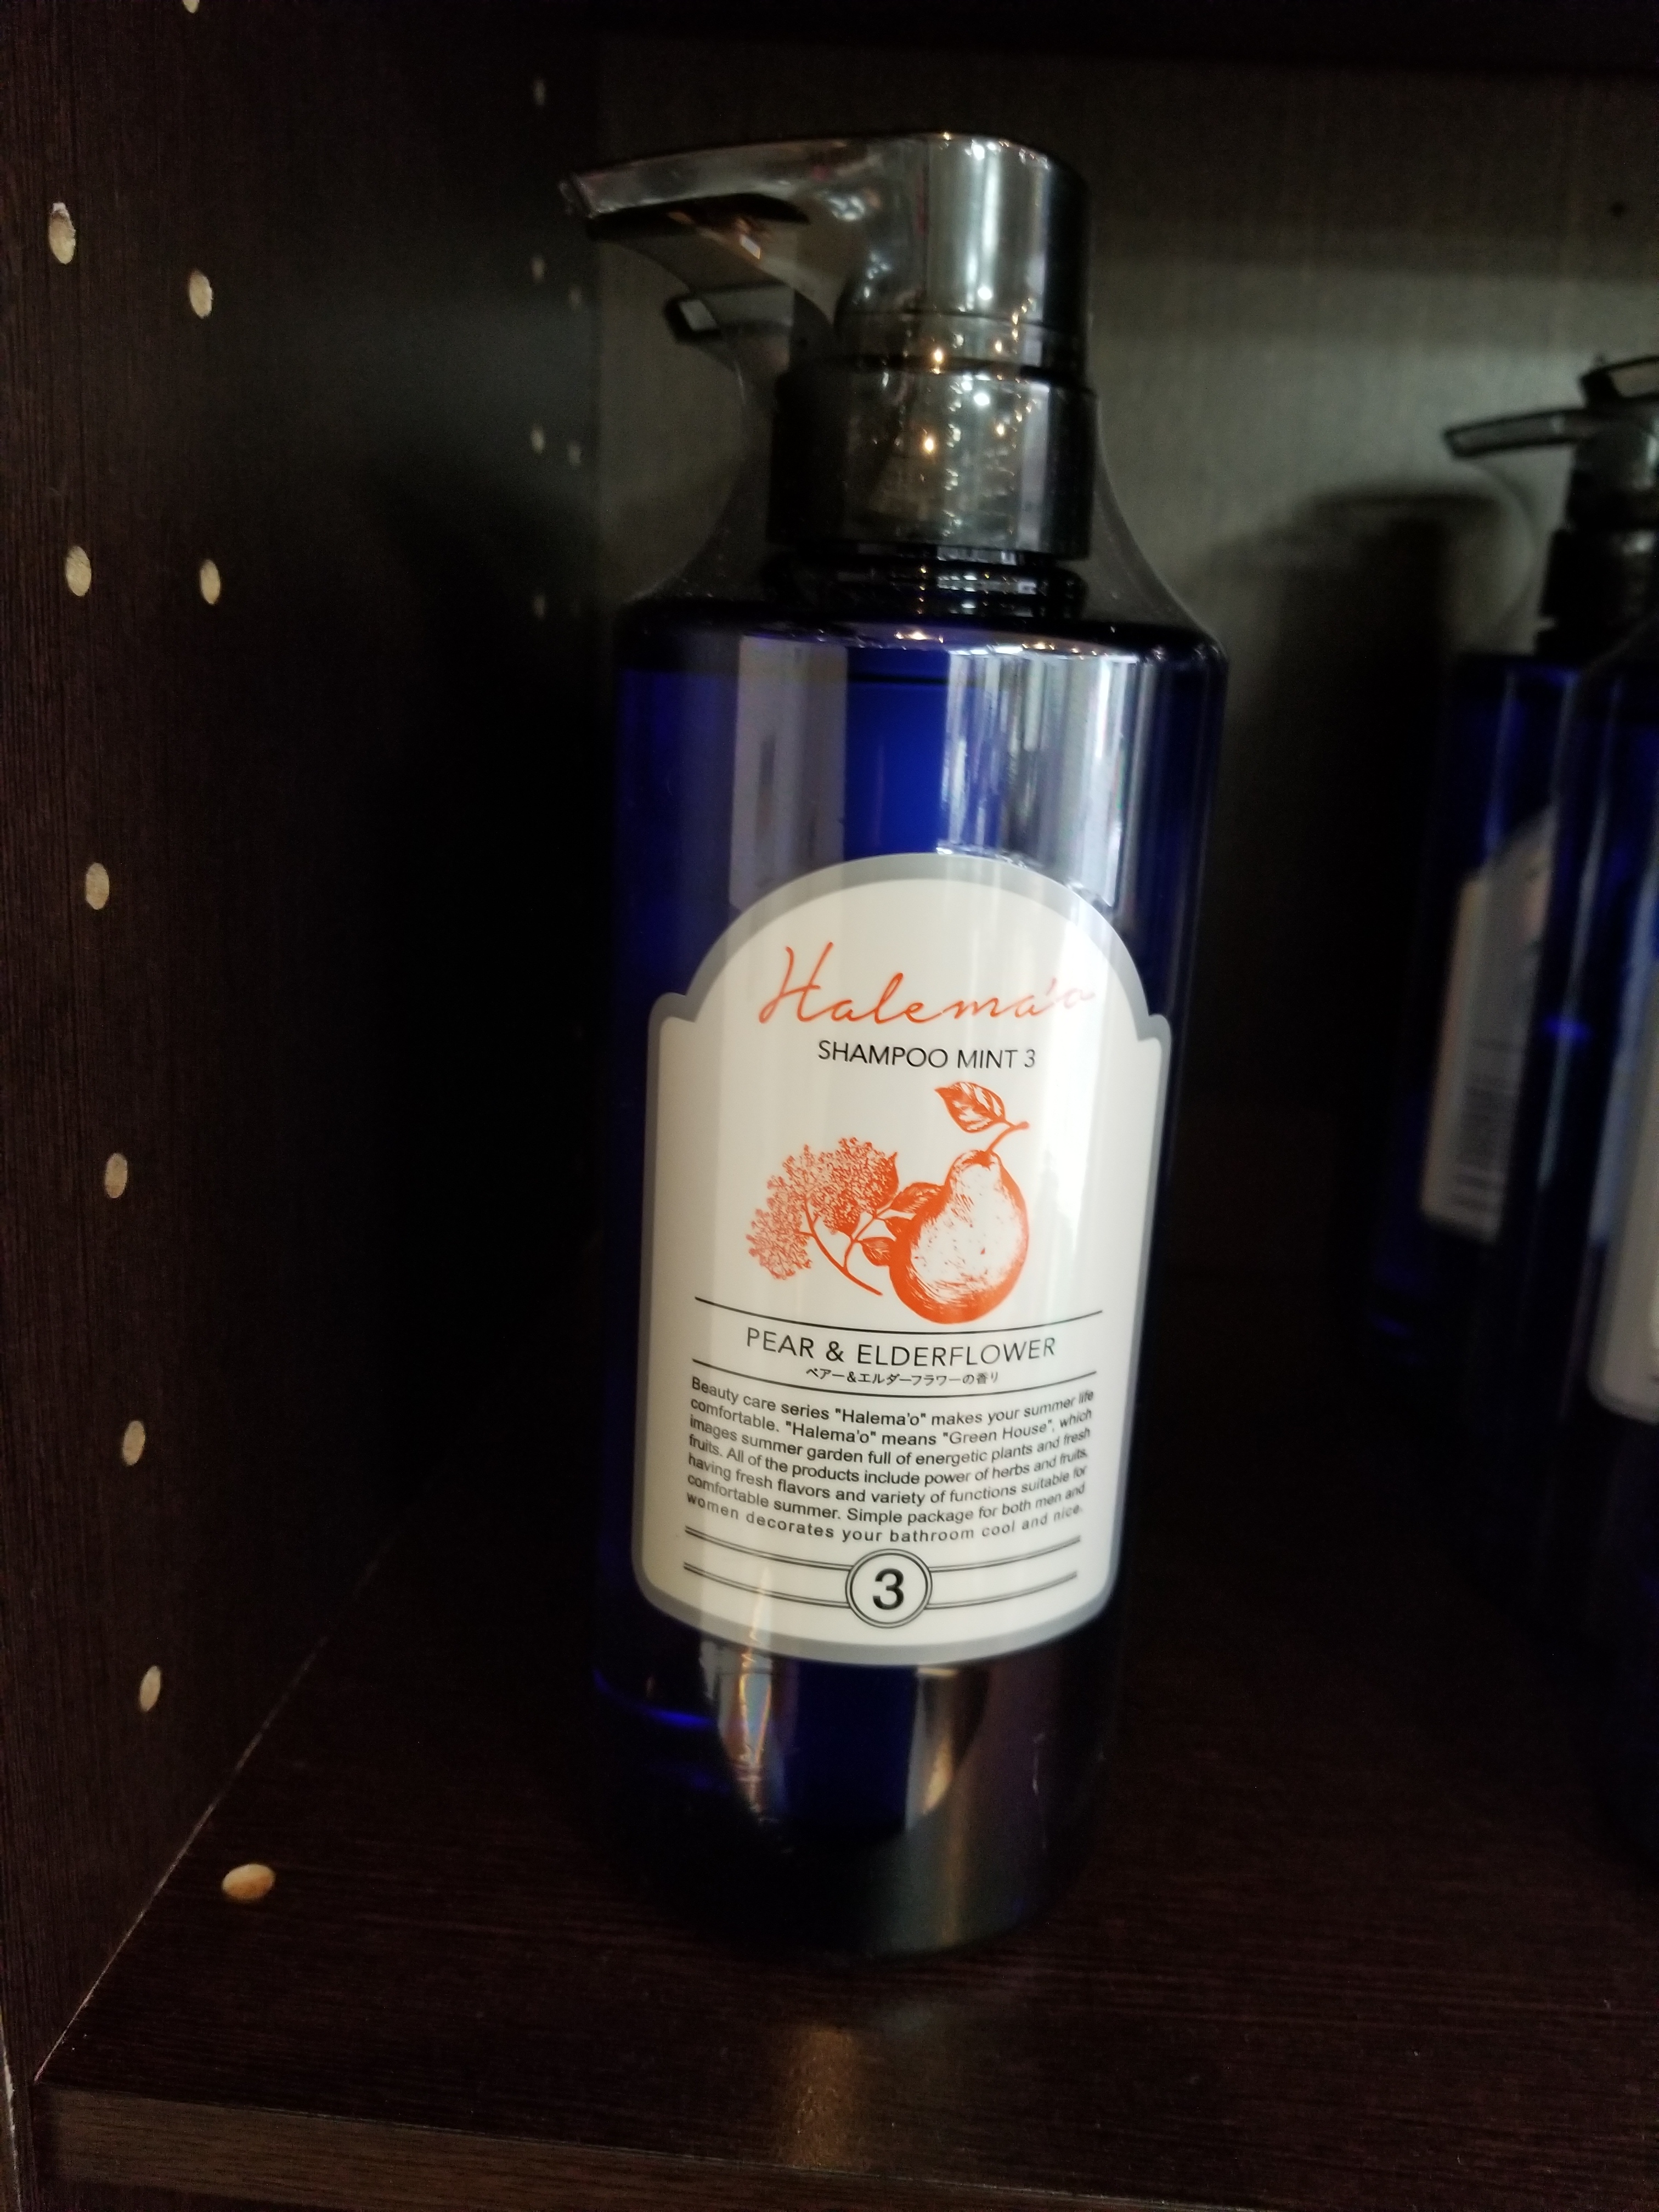 Halema'o
SHAMPOO MINT 3
PEAR & ELDERFLOWER
ペアー&エルダーフラワーの香り
Beauty care series "Halema'o" makes your summer life
comfortable. "Halema'o" means "Green House", which
images summer garden full of energetic plants and fresh
fruits. All of the products include power of herbs and fruits,
having fresh flavors and variety of functions suitable for
comfortable summer. Simple package for both men and
women decorates your bathroom cool and nice.
3